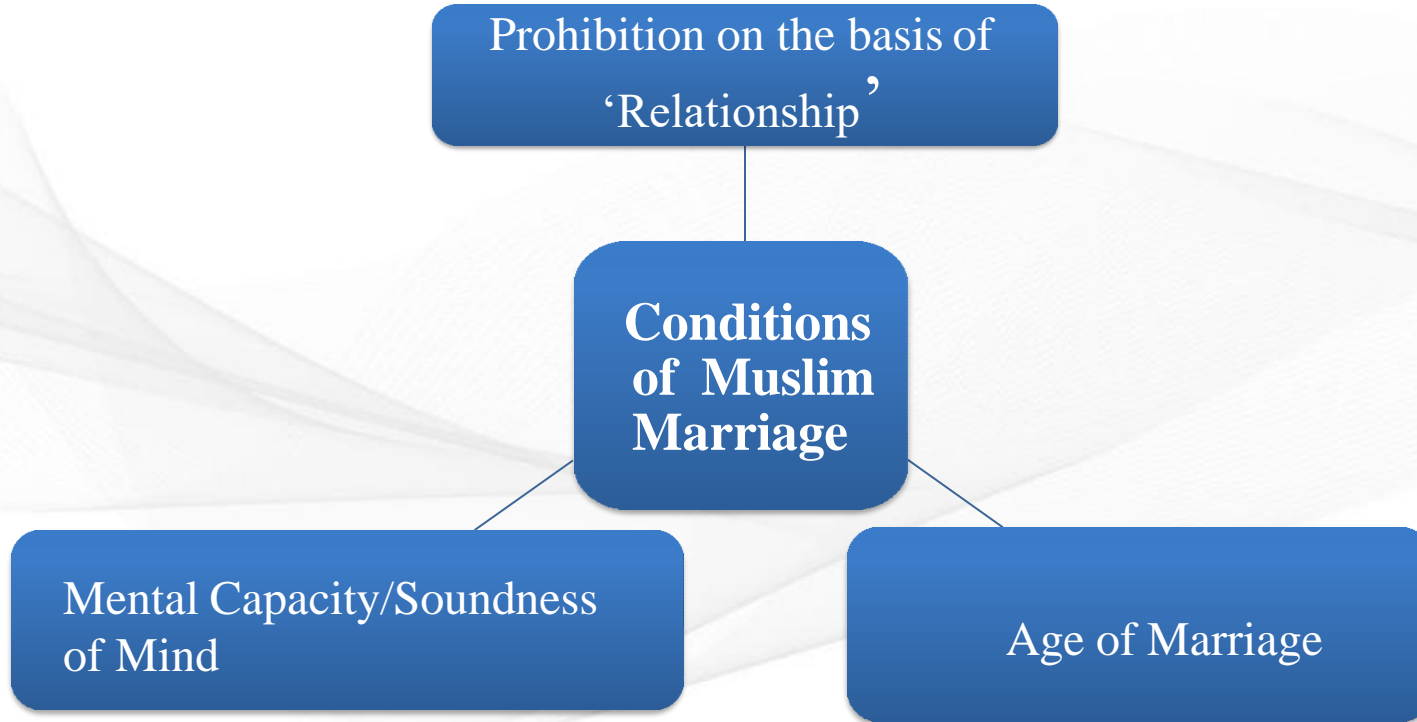 Prohibition on the basis of
‘Relationship’
Conditions
of Muslim
Marriage
Mental Capacity/Soundness
of Mind
Age of Marriage